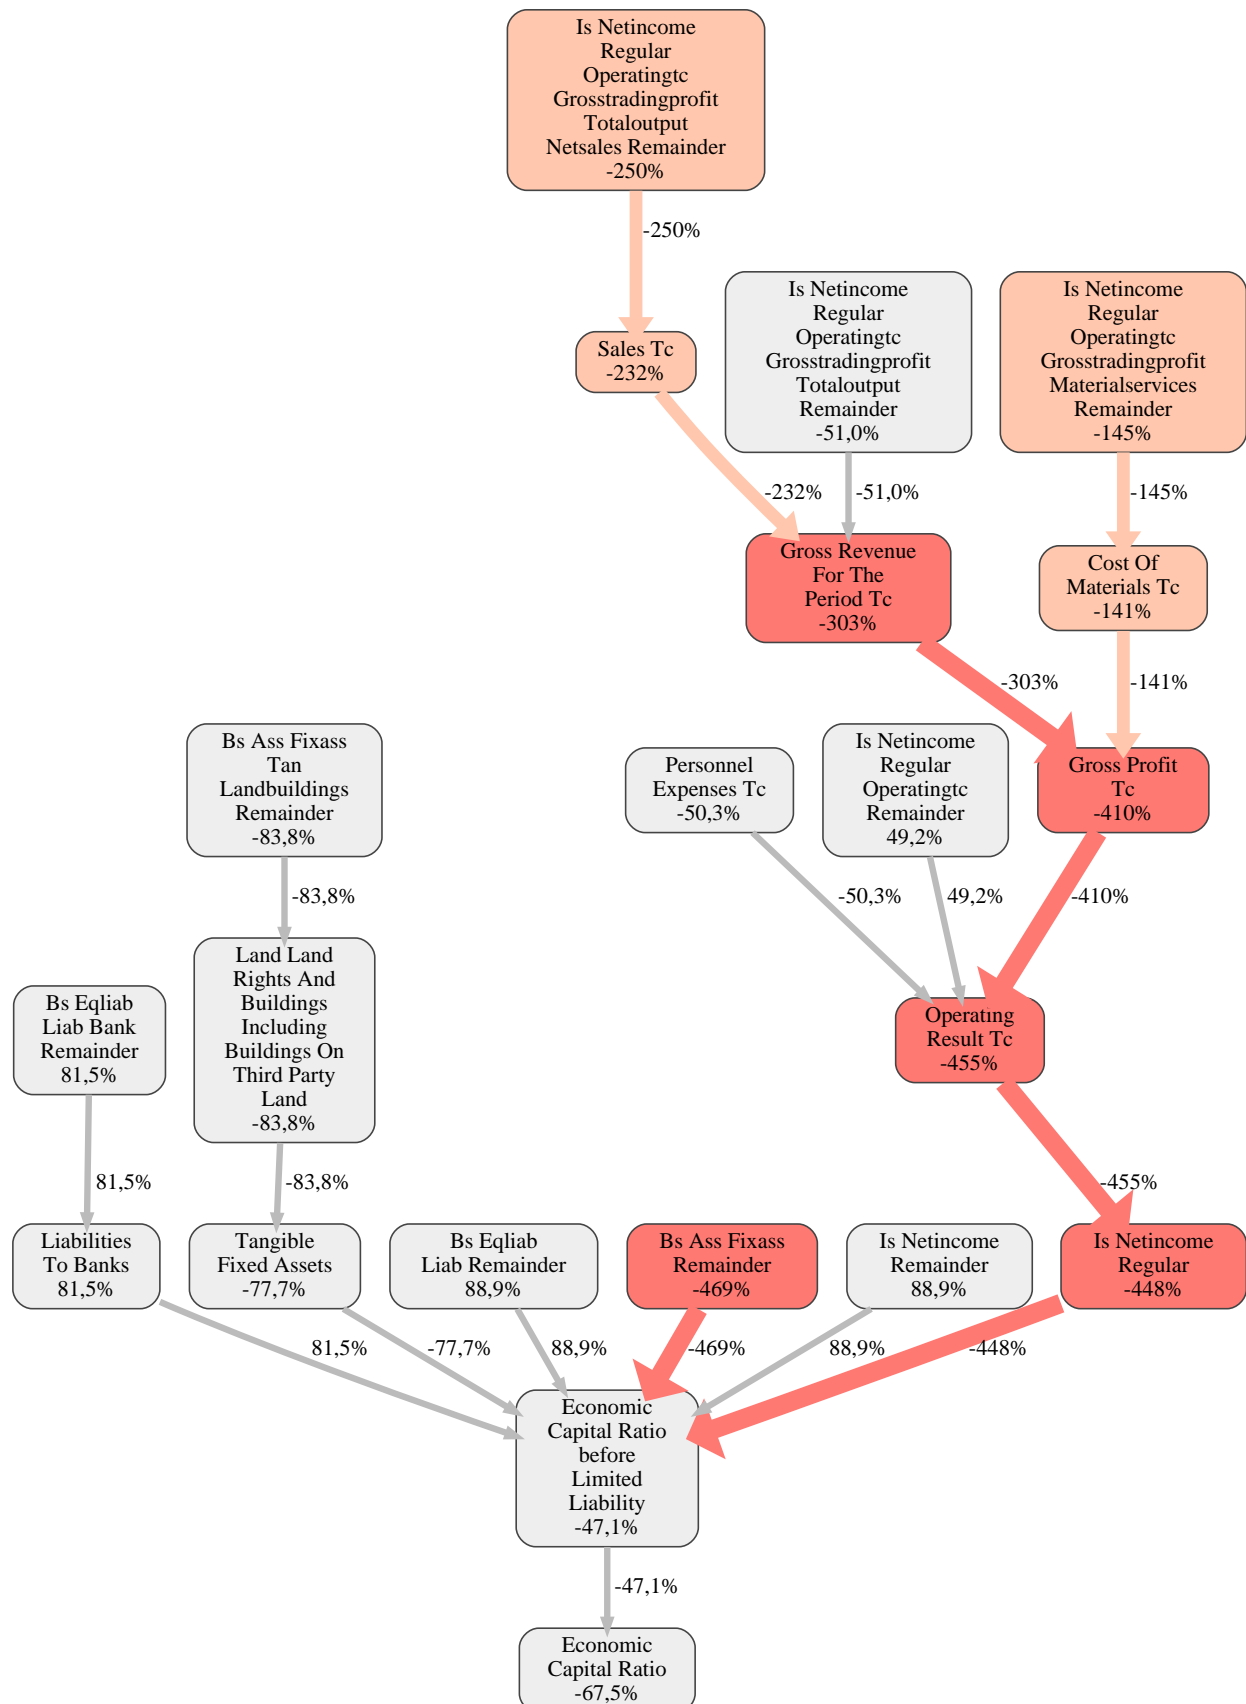 Is Netincome
Regular
Operatingtc
Grosstradingprofit
Totaloutput
Netsales Remainder
-250%
-250%
Sales Tc
-232%
Is Netincome
Regular
Operatingtc
Grosstradingprofit
Totaloutput
Remainder
-51,0%
Is Netincome
Regular
Operatingtc
Grosstradingprofit
Materialservices
Remainder
-145%
-232%
-51,0%
-145%
Gross Revenue
For The
Period Tc
-303%
Cost Of
Materials Tc
-141%
-303%
-141%
Bs Ass Fixass
Tan
Landbuildings
Remainder
-83,8%
Personnel
Expenses Tc
-50,3%
Is Netincome
Regular
Operatingtc
Remainder
49,2%
Gross Profit
Tc
-410%
-83,8%
-50,3%
49,2%
-410%
Bs Eqliab
Liab Bank
Remainder
81,5%
Land Land
Rights And
Buildings
Including
Buildings On
Third Party
Land
-83,8%
Operating
Result Tc
-455%
81,5%
-83,8%
-455%
Liabilities
To Banks
81,5%
Tangible
Fixed Assets
-77,7%
Bs Eqliab
Liab Remainder
88,9%
Bs Ass Fixass
Remainder
-469%
Is Netincome
Remainder
88,9%
Is Netincome
Regular
-448%
81,5%
-77,7%
88,9%
-469%
88,9%
-448%
Economic
Capital Ratio
before
Limited
Liability
-47,1%
-47,1%
Economic
Capital Ratio
-67,5%